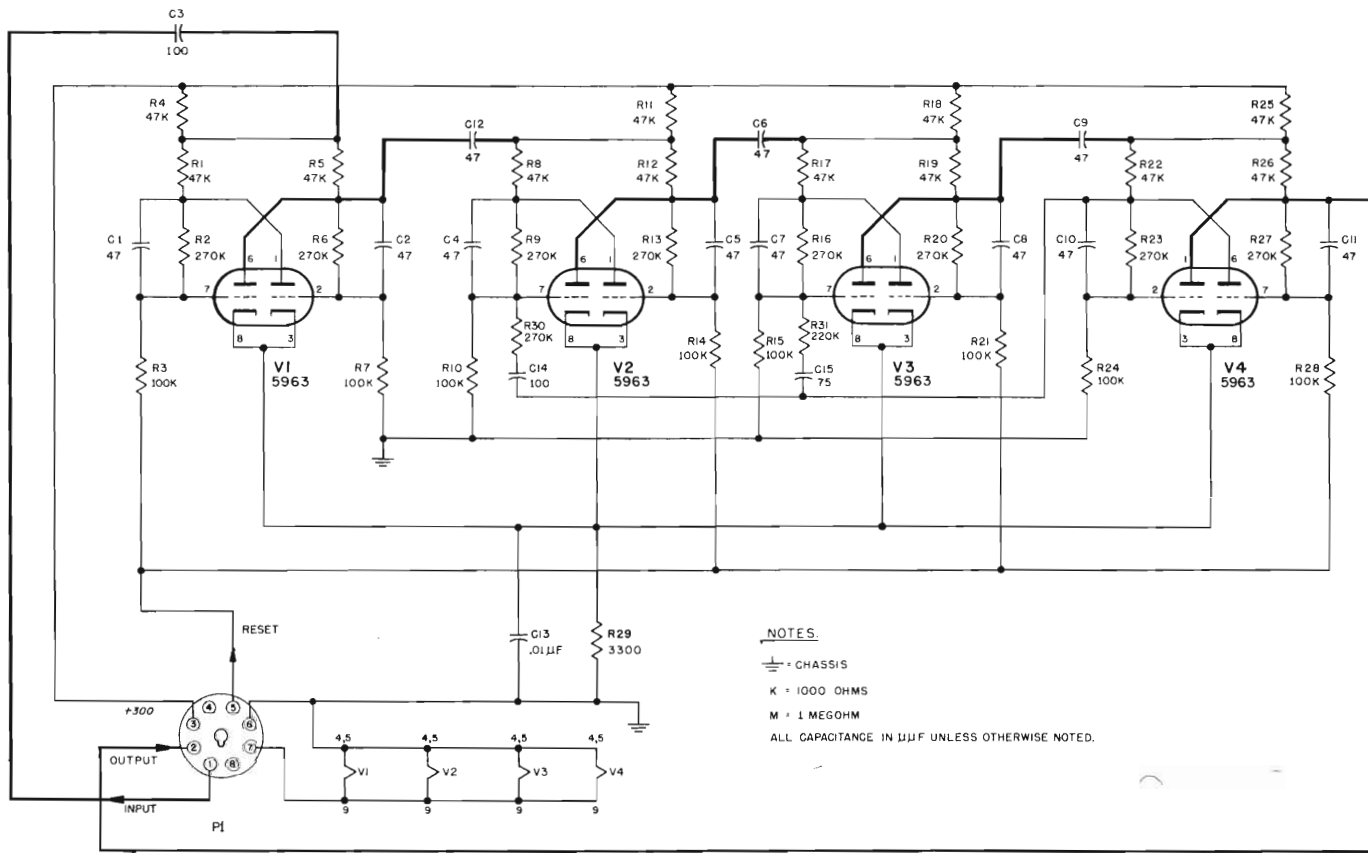 C3
100
R4
47K
R11
47K
R18
47K
R25
47K
C12
47
C6
47
C9
47
R1
47K
R5
47K
R8
47K
R12
47K
R17
47K
R19
47K
R22
47K
R26
47K
C1
47
R2
270K
R6
270K
C2
47
C4
47
R9
270K
R13
270K
C5
47
C7
47
R16
270K
R20
270K
C8
47
C10
47
R23
270K
R27
270K
C11
47
6 1
6 1
6 1
1 6
7 2
7 2
7 2
2 7
8 3
8 3
8 3
3 8
R3
100K
V1
5963
R7
100K
R10
100K
R30
270K
C14
100
V2
5963
R14
100K
R15
100K
R31
220K
C15
75
V3
5963
R21
100K
R24
100K
V4
5963
R28
100K
RESET
C13
.01µF
R29
3300
+300
1 2 3 4 5 6 7 8
OUTPUT
INPUT
P1
4,5 4,5 4,5 4,5
V1 V2 V3 V4
9 9 9 9
NOTES.
= CHASSIS
K = 1000 OHMS
M = 1 MEGOHM
ALL CAPACITANCE IN µµF UNLESS OTHERWISE NOTED.